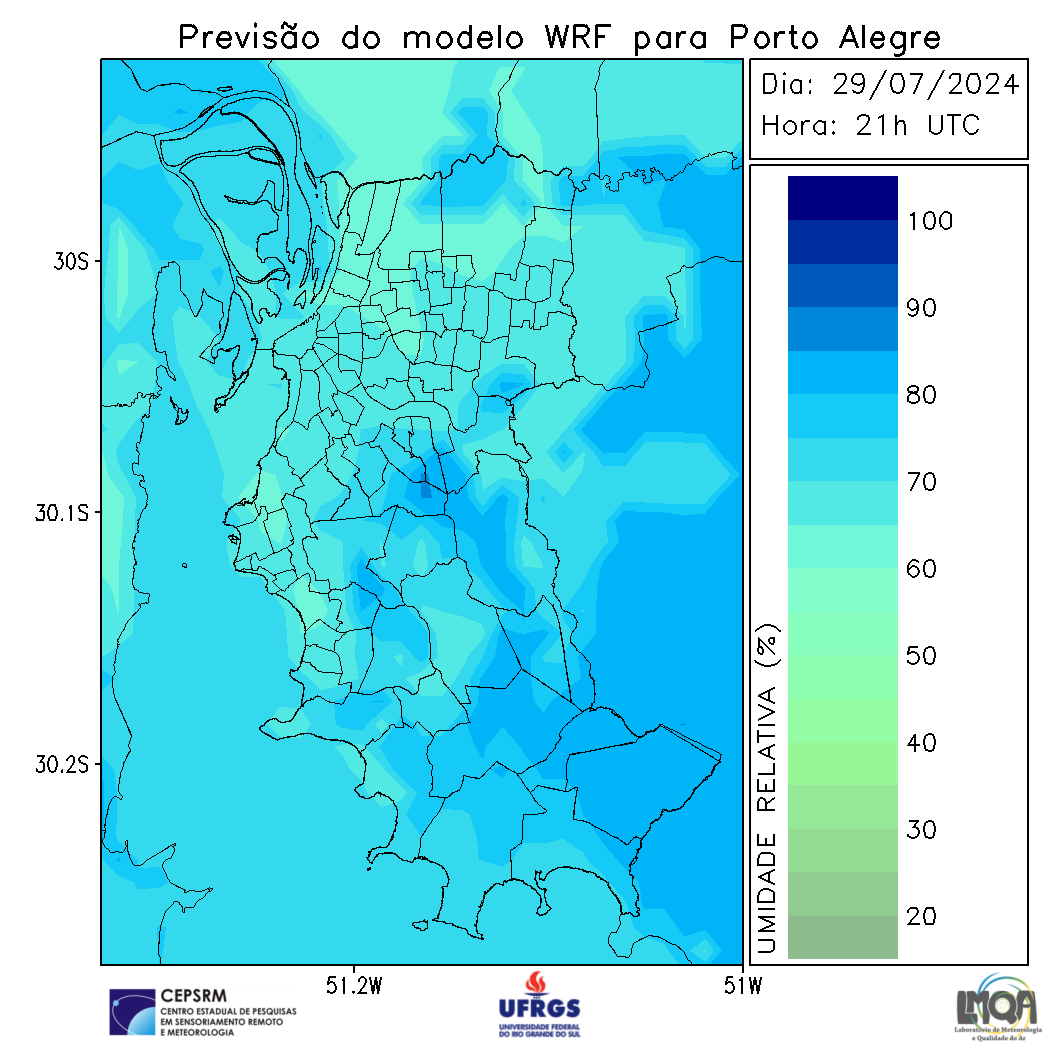 Previsão do modelo WRF para Porto Alegre
Dia: 29/07/2024
Hora: 21h UTC
30S
30.1S
30.2S
51.2W
51W
UMIDADE RELATIVA (%)
100
90
80
70
60
50
40
30
20
CEPSRM
CENTRO ESTADUAL DE PESQUISAS
EM SENSORIAMENTO REMOTO
E METEOROLOGIA
UFRGS
UNIVERSIDADE FEDERAL
DO RIO GRANDE DO SUL
LMQA
Laboratório de Meteorologia
e Qualidade do Ar